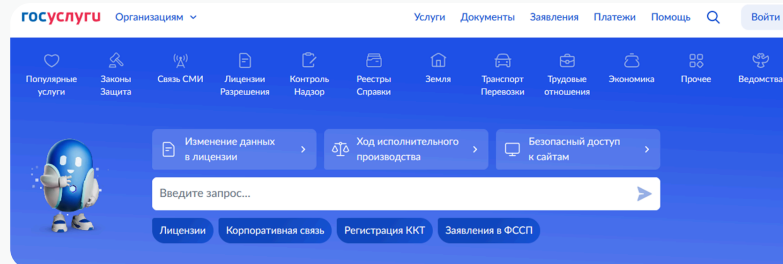 госуслуги Организациям Услуги Документы Заявления Платежи Помощь Войти
Популярные услуги
Законы Защита
Связь СМИ
Лицензии Разрешения
Контроль Надзор
Реестры Справки
Земля
Транспорт Перевозки
Трудовые отношения
Экономика
Прочее
Ведомства
Изменение данных
в лицензии
Ход исполнительного
производства
Безопасный доступ
к сайтам
Введите запрос...
Лицензии Корпоративная связь Регистрация ККТ Заявления в ФССП